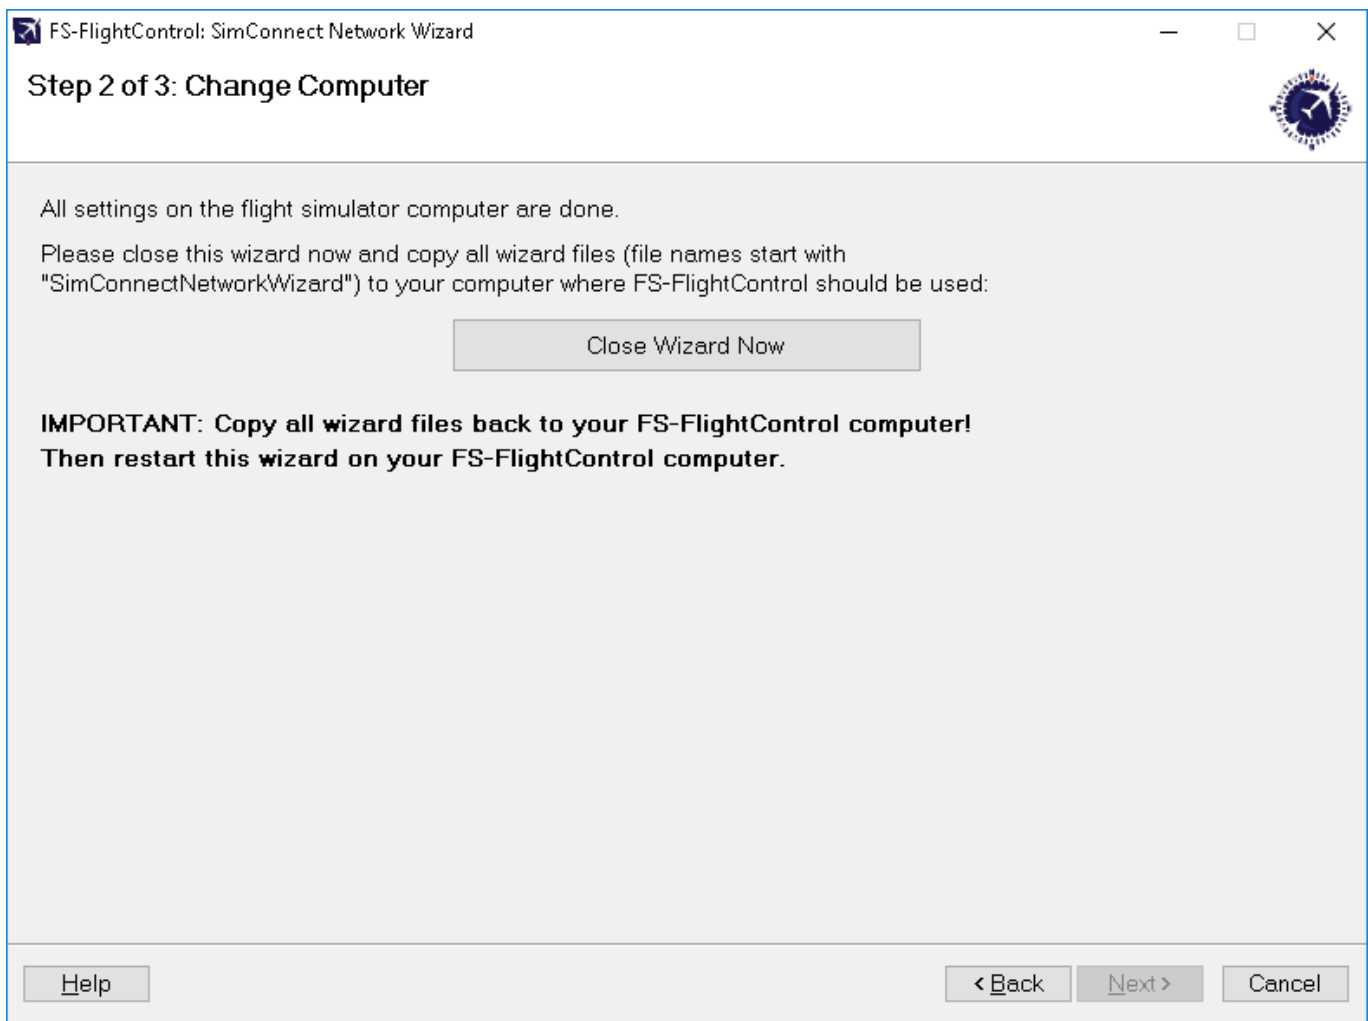 FS-FlightControl: SimConnect Network Wizard
Step 2 of 3: Change Computer
All settings on the flight simulator computer are done.
Please close this wizard now and copy all wizard files (file names start with
"SimConnectNetworkWizard") to your computer where FS-FlightControl should be used:
Close Wizard Now
IMPORTANT: Copy all wizard files back to your FS-FlightControl computer!
Then restart this wizard on your FS-FlightControl computer.
Help < Back Next > Cancel